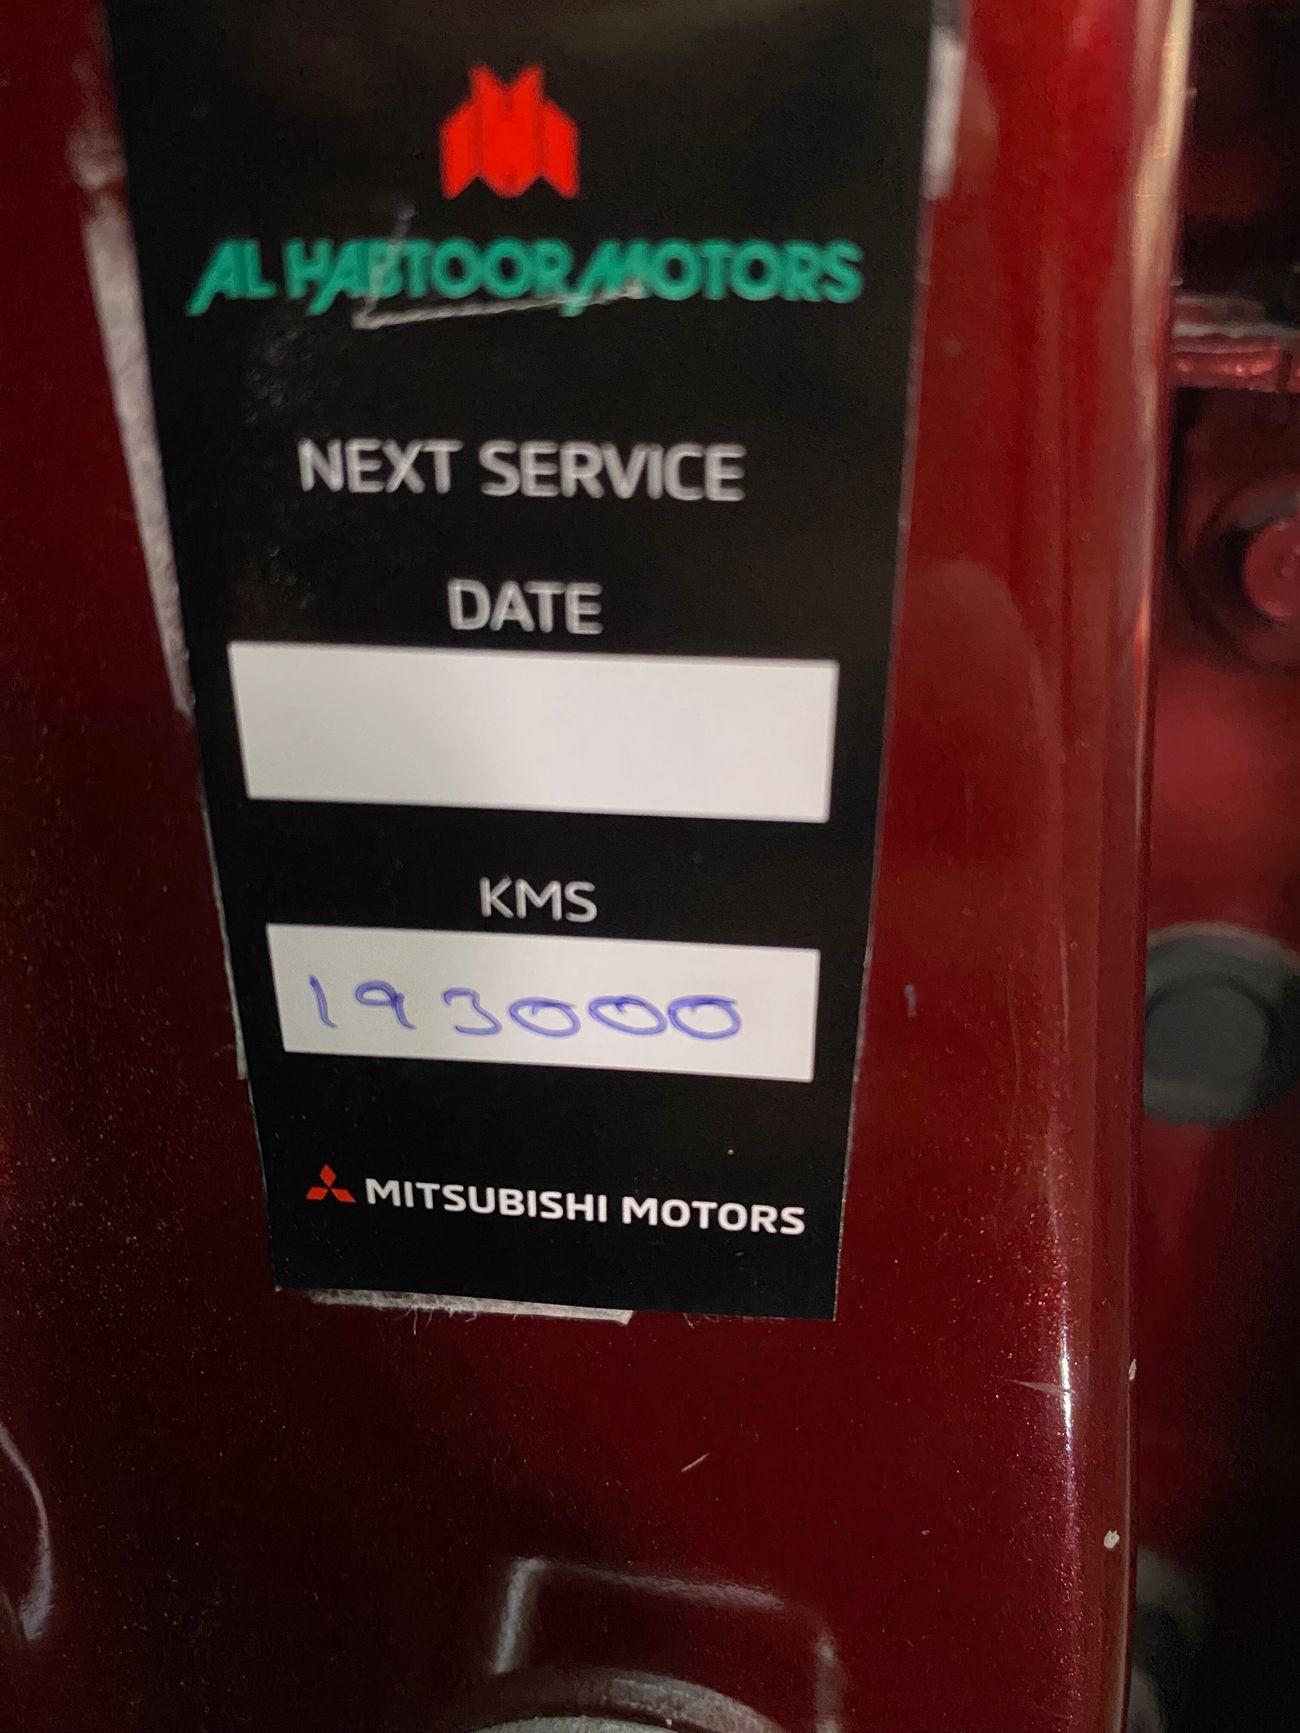 AL HABTOOR MOTORS
NEXT SERVICE
DATE
KMS
193000
MITSUBISHI MOTORS